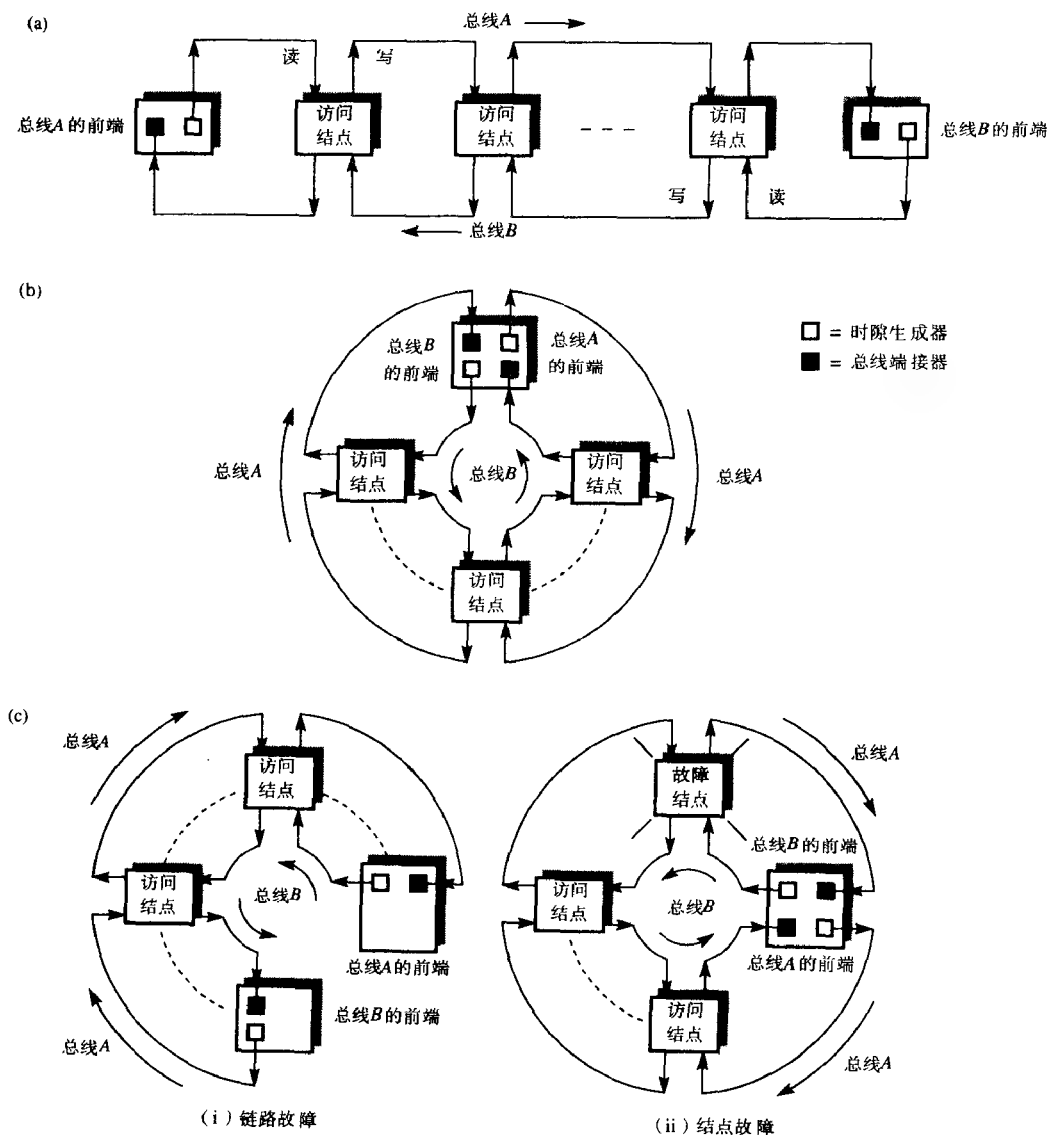 (a)
总线A
读
写
总线A的前端
访问
结点
访问
结点
访问
结点
总线B的前端
写
读
总线B
(b)
总线B
的前端
总线A
的前端
□ = 时隙生成器
■ = 总线端接器
总线A
访问
结点
总线B
访问
结点
总线A
访问
结点
(c)
总线A
访问
结点
访问
结点
总线B
总线A的前端
总线B的前端
总线A
(i)链路故障
总线A
故障
结点
总线B的前端
访问
结点
总线B
总线A的前端
访问
结点
总线A
(ii)结点故障